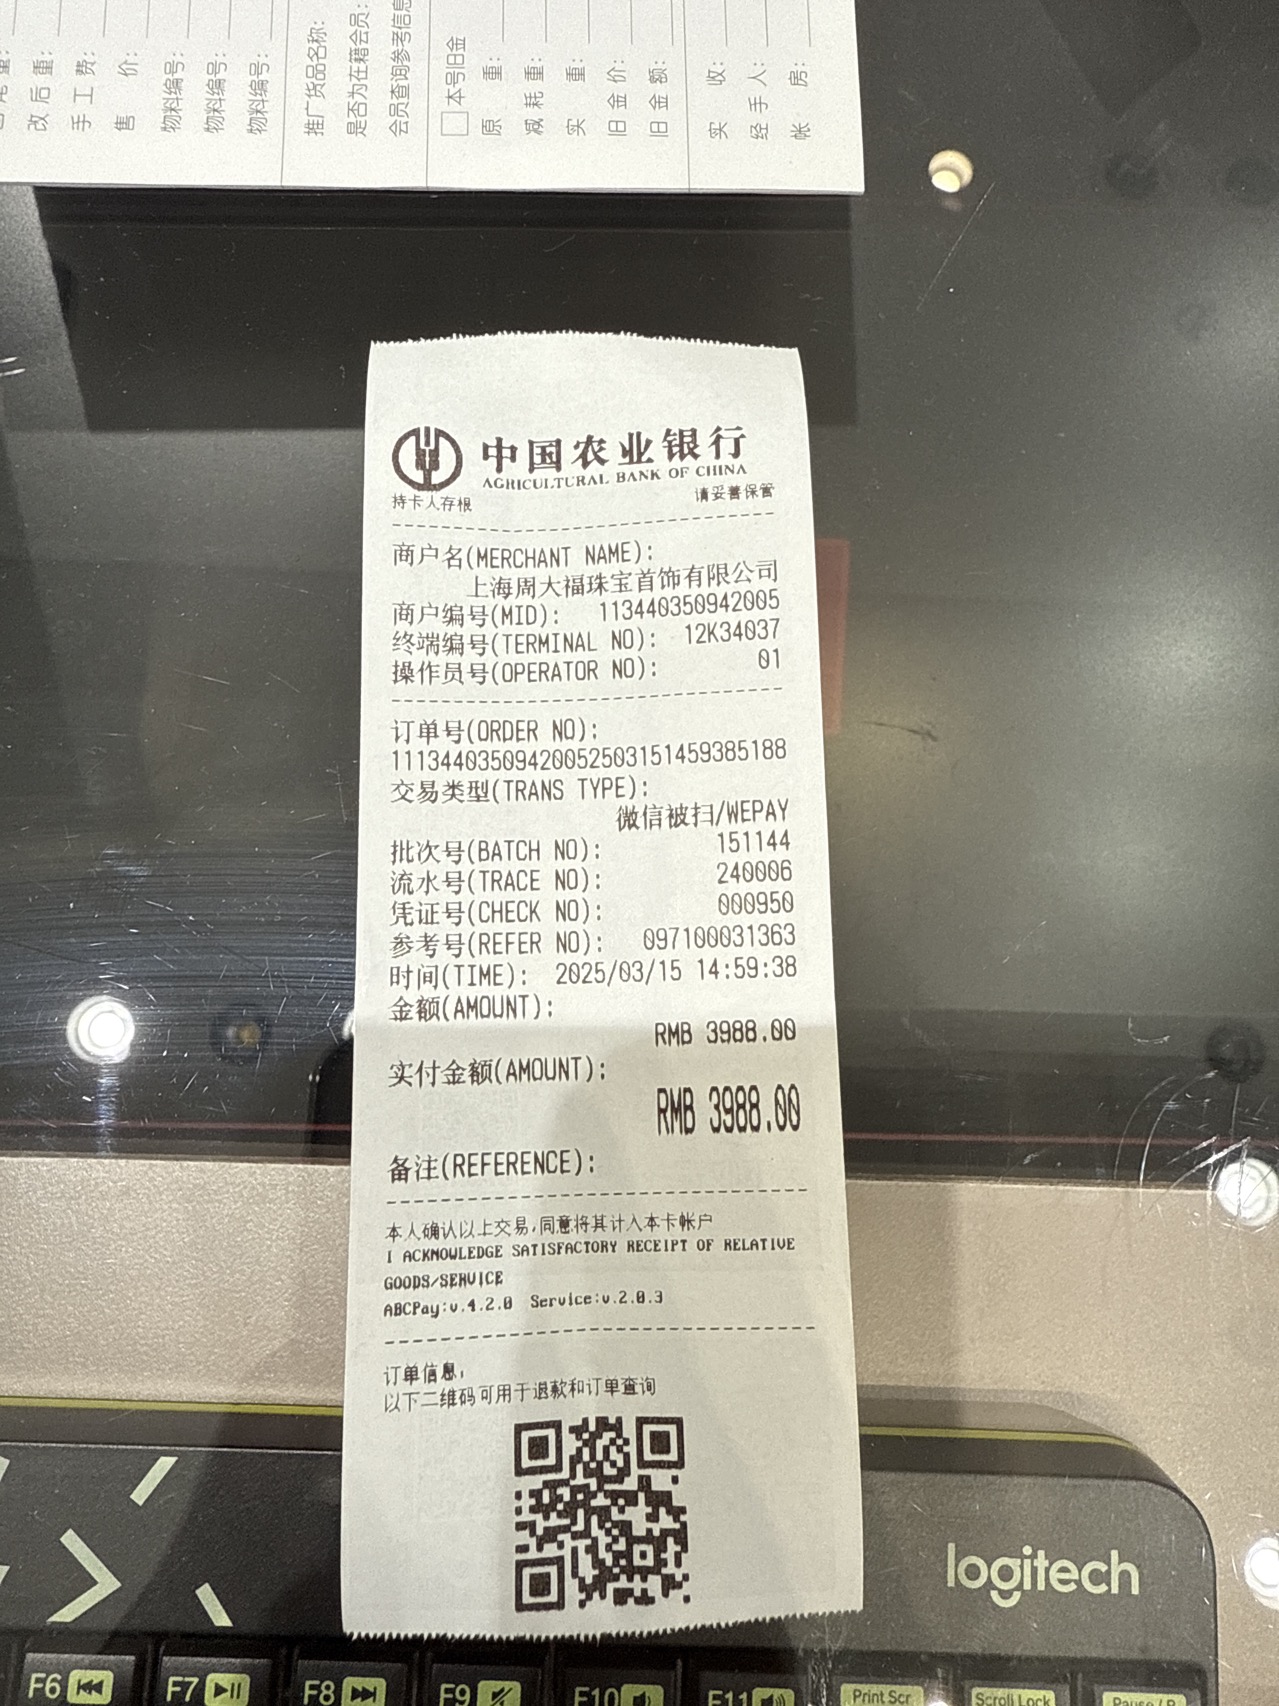 改后重:
手工费:
售价:
物料编号:
物料编号:
物料编号:
推广货品名称:
是否为在籍会员:
会员查询参考信息
本号旧金
原重:
减耗重:
实重:
旧金价:
旧金额:
实收:
经手人:
帐房:
中国农业银行
AGRICULTURAL BANK OF CHINA
持卡人存根 请妥善保管
商户名(MERCHANT NAME):
上海周大福珠宝首饰有限公司
商户编号(MID): 113440350942005
终端编号(TERMINAL NO): 12K34037
操作员号(OPERATOR NO): 01
订单号(ORDER NO):
11134403509420052503151459385188
交易类型(TRANS TYPE):
微信被扫/WEPAY
批次号(BATCH NO): 151144
流水号(TRACE NO): 240006
凭证号(CHECK NO): 000950
参考号(REFER NO): 097100031363
时间(TIME): 2025/03/15 14:59:38
金额(AMOUNT):
RMB 3988.00
实付金额(AMOUNT):
RMB 3988.00
备注(REFERENCE):
本人确认以上交易,同意将其计入本卡帐户
I ACKNOWLEDGE SATISFACTORY RECEIPT OF RELATIVE
GOODS/SERVICE
ABCPay:v.4.2.0 Service:v.2.0.3
订单信息,
以下二维码可用于退款和订单查询
logitech
F6 F7 F8 F9 F10 F11 Print Scr Scroll Lock